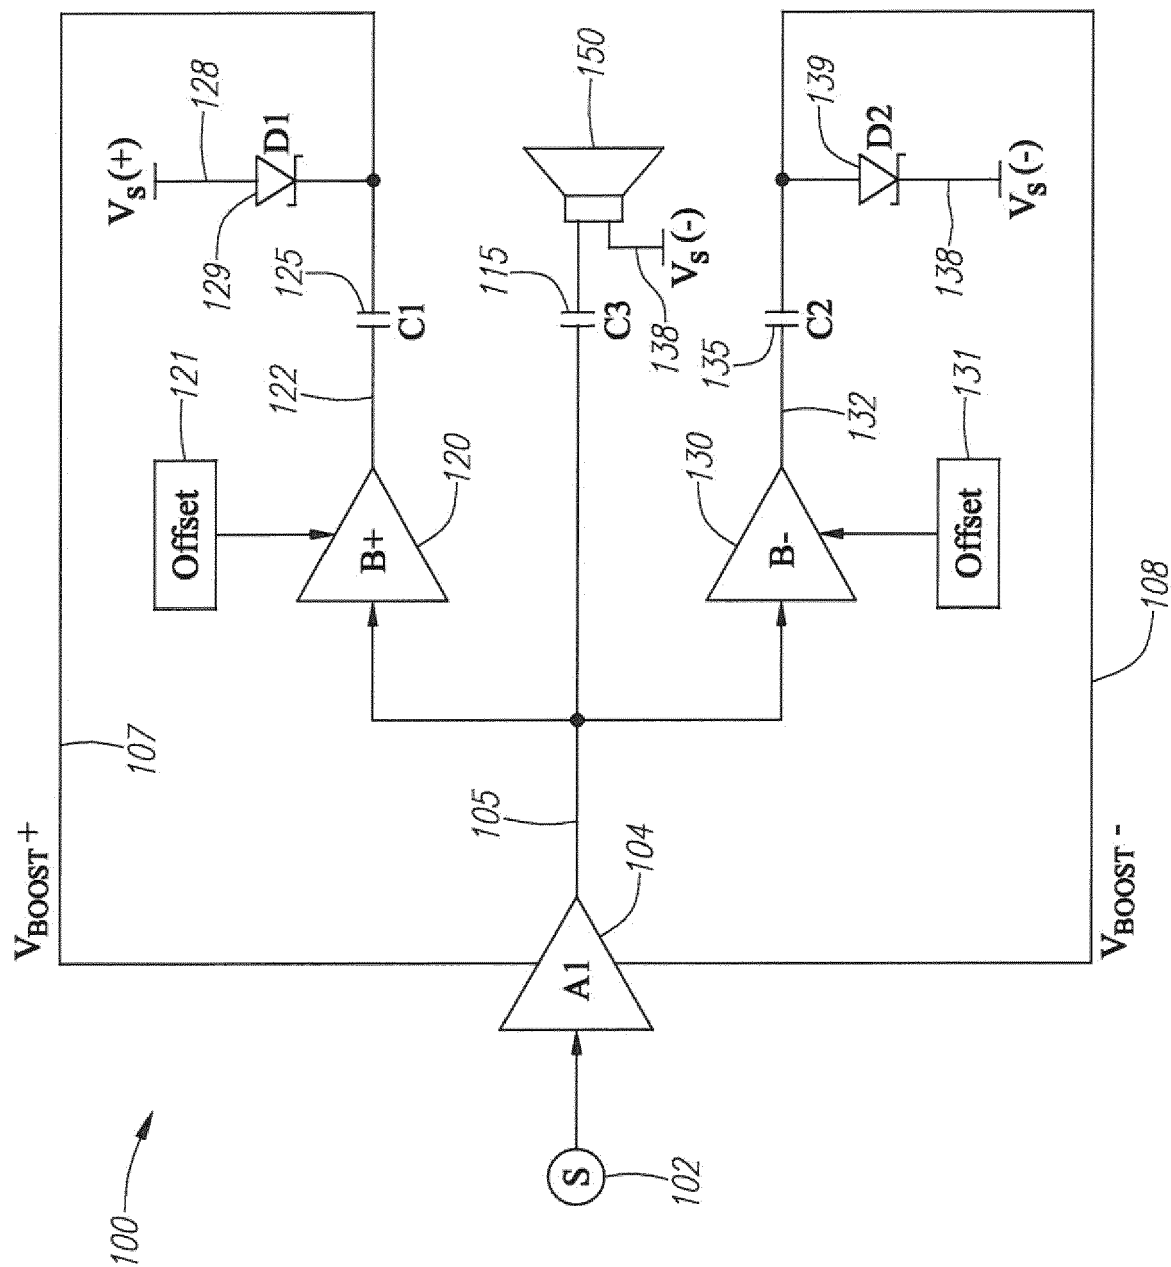 100
S
102
A1
104
105
V_BOOST +
107
V_BOOST -
108
Offset
121
B+
120
122
125
C1
V_S (+)
128
129
D1
115
C3
150
138
V_S (-)
B-
130
132
135
C2
Offset
131
139
D2
138
V_S (-)